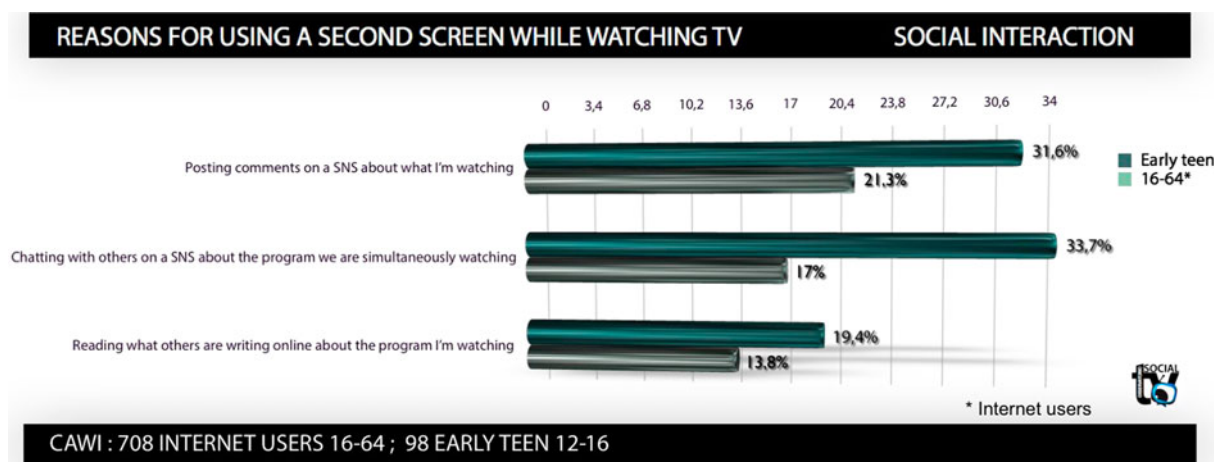 REASONS FOR USING A SECOND SCREEN WHILE WATCHING TV SOCIAL INTERACTION
0 3,4 6,8 10,2 13,6 17 20,4 23,8 27,2 30,6 34
Posting comments on a SNS about what I'm watching
31,6%
21,3%
Early teen
16-64*
Chatting with others on a SNS about the program we are simultaneously watching
33,7%
17%
Reading what others are writing online about the program I'm watching
19,4%
13,8%
SOCIAL
tv
* Internet users
CAWI : 708 INTERNET USERS 16-64 ; 98 EARLY TEEN 12-16